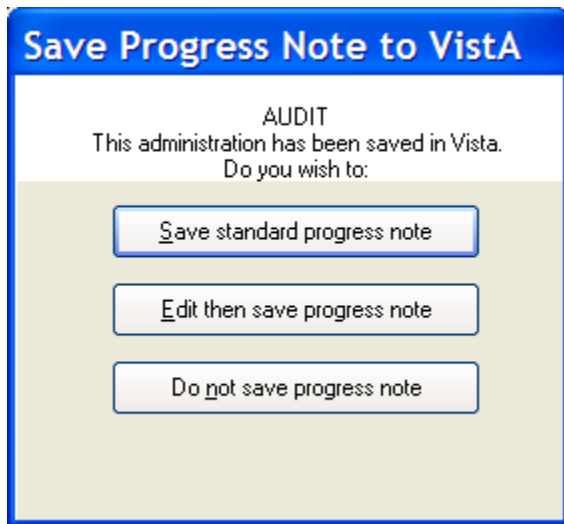 Save Progress Note to VistA
AUDIT
This administration has been saved in Vista.
Do you wish to:
Save standard progress note
Edit then save progress note
Do not save progress note